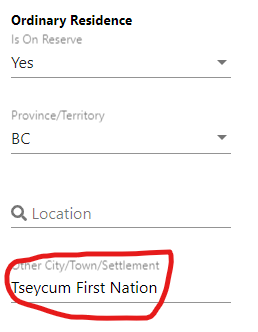 Ordinary Residence
Is On Reserve
Yes
Province/Territory
BC
Location
Other City/Town/Settlement
Tseycum First Nation